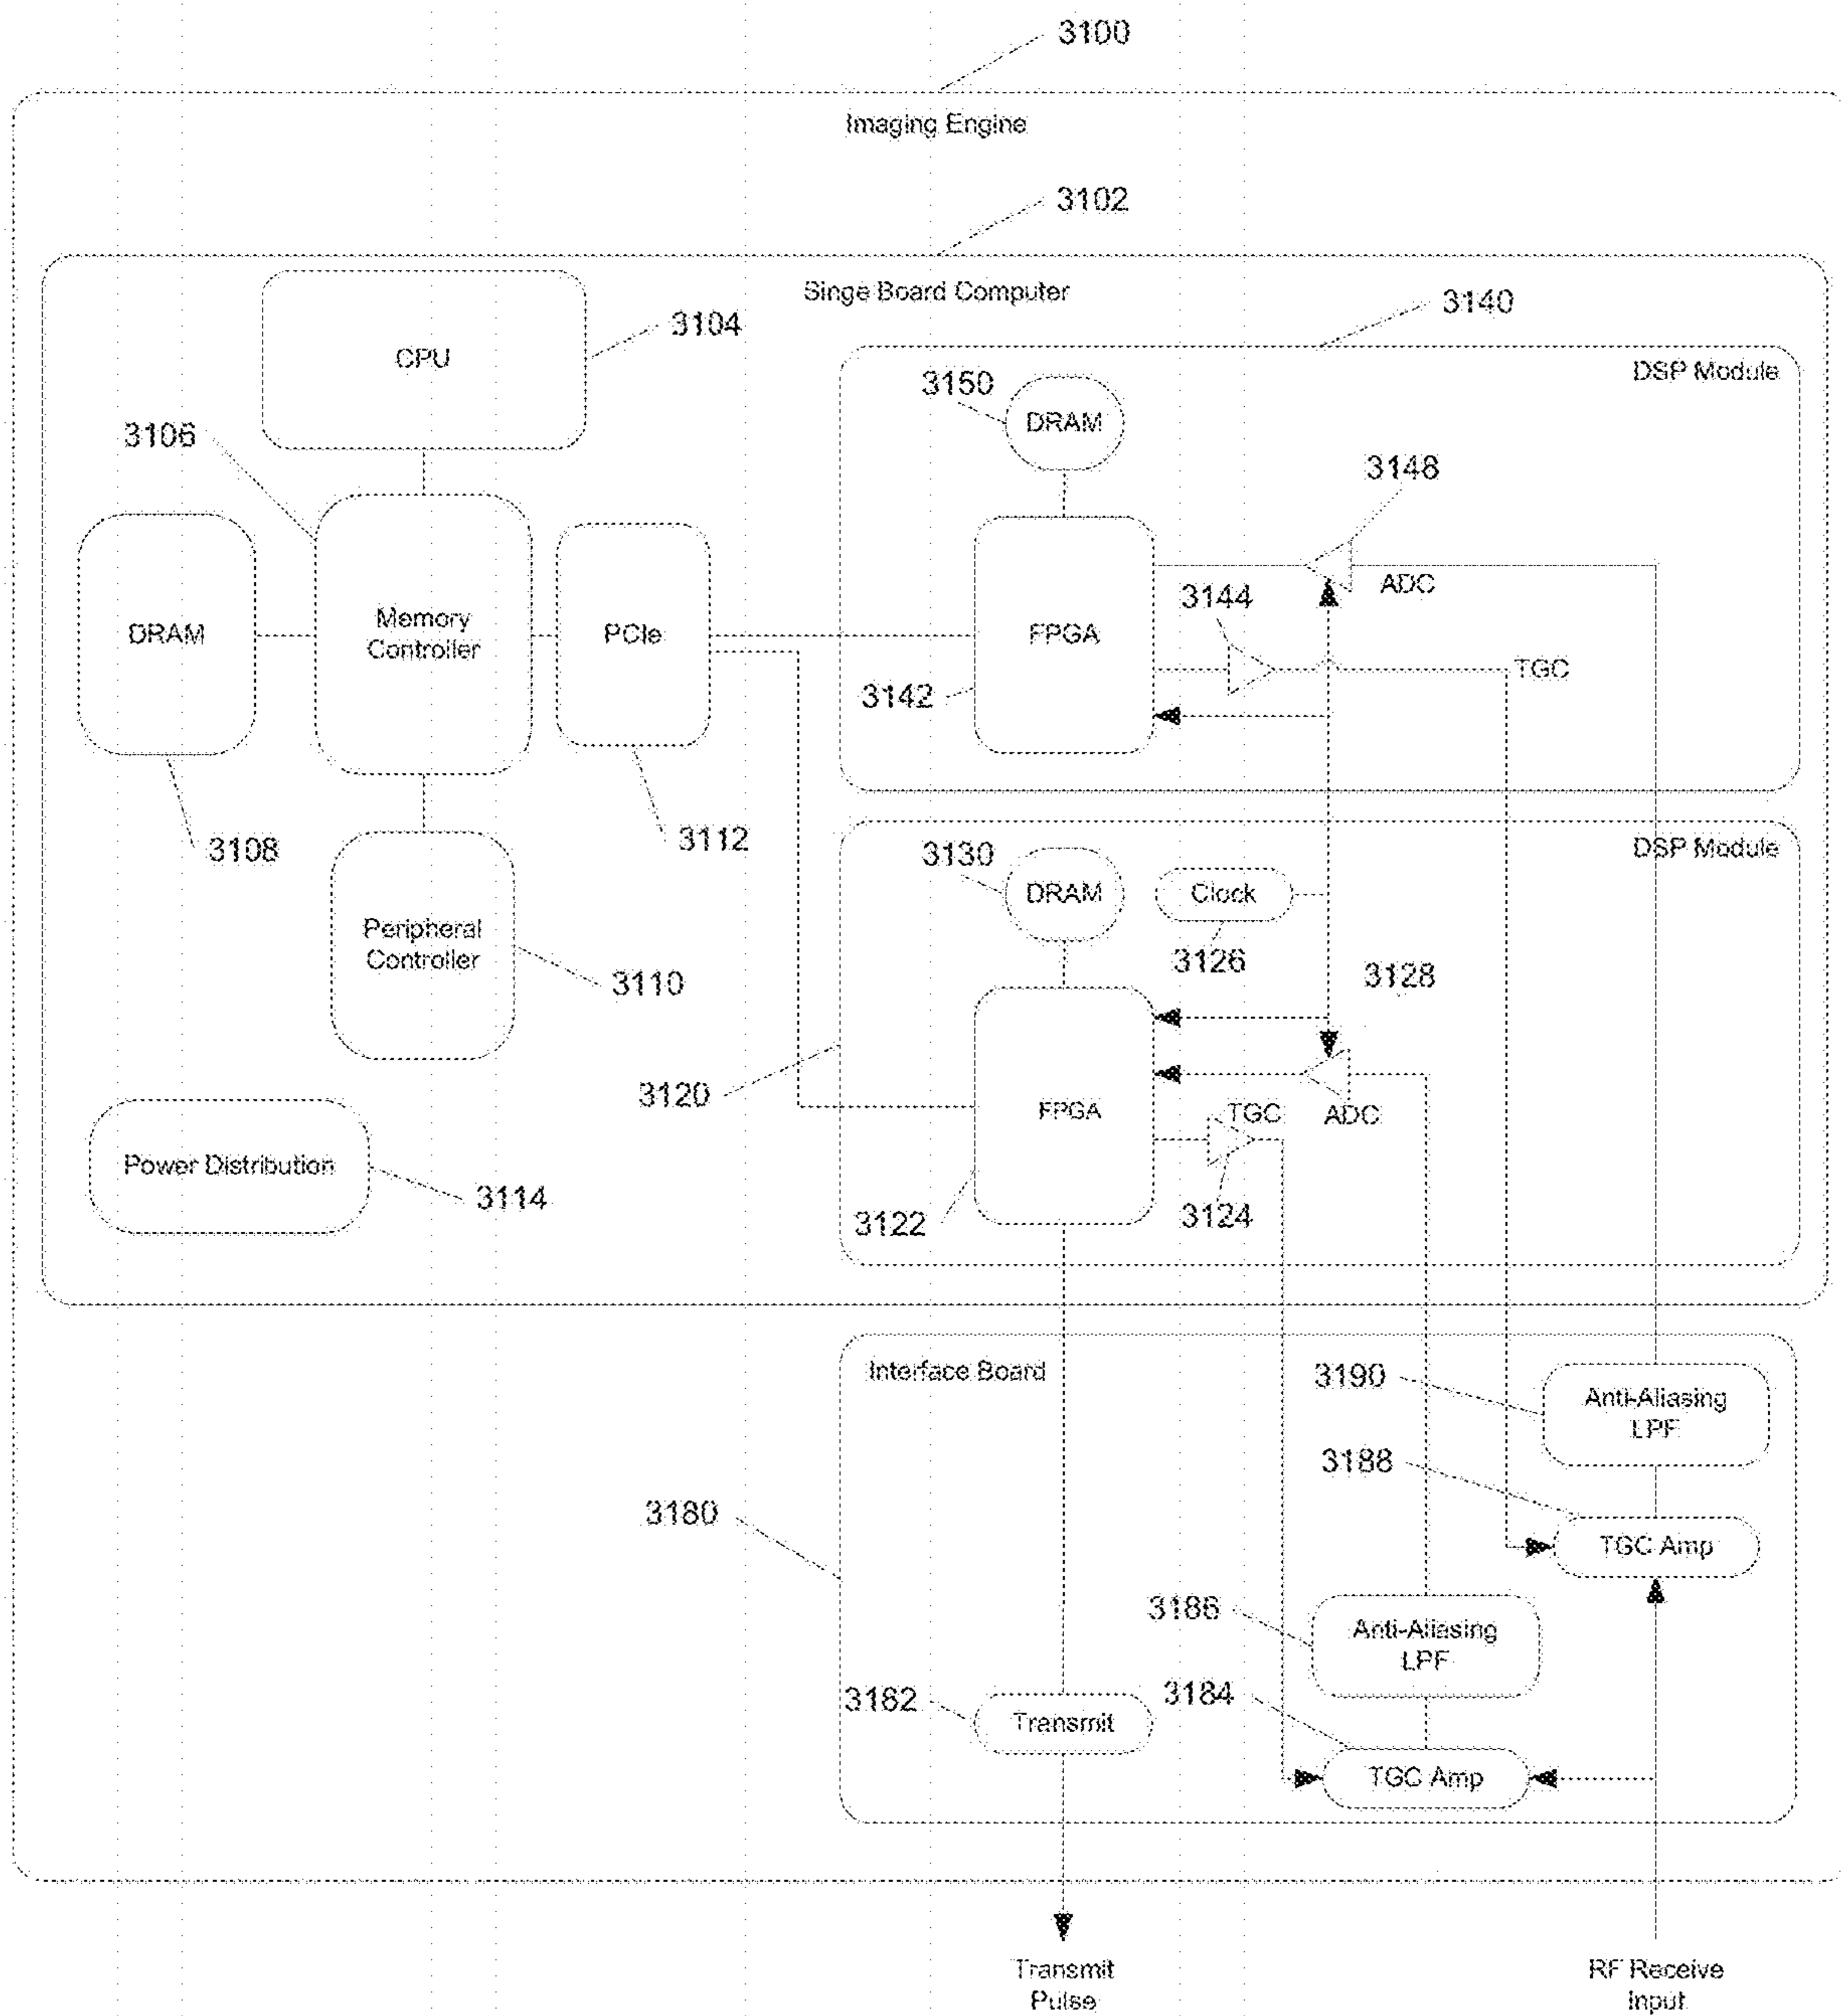 3100
Imaging Engine
3102
Singe Board Computer
3140
3104
CPU
DSP Module
3150
DRAM
3106
3148
ADC
3144
DRAM
Memory
Controller
PCIe
FPGA
TGC
3142
3108
3112
3130
DSP Module
DRAM
Clock
3126
Peripheral
Controller
3110
3128
3120
FPGA
TGC
ADC
Power Distribution
3114
3122
3124
Interface Board
3190
Anti-Aliasing
LPF
3188
3180
TGC Amp
3186
Anti-Aliasing
LPF
3182
3184
Transmit
TGC Amp
Transmit
Pulse
RF Receive
Input